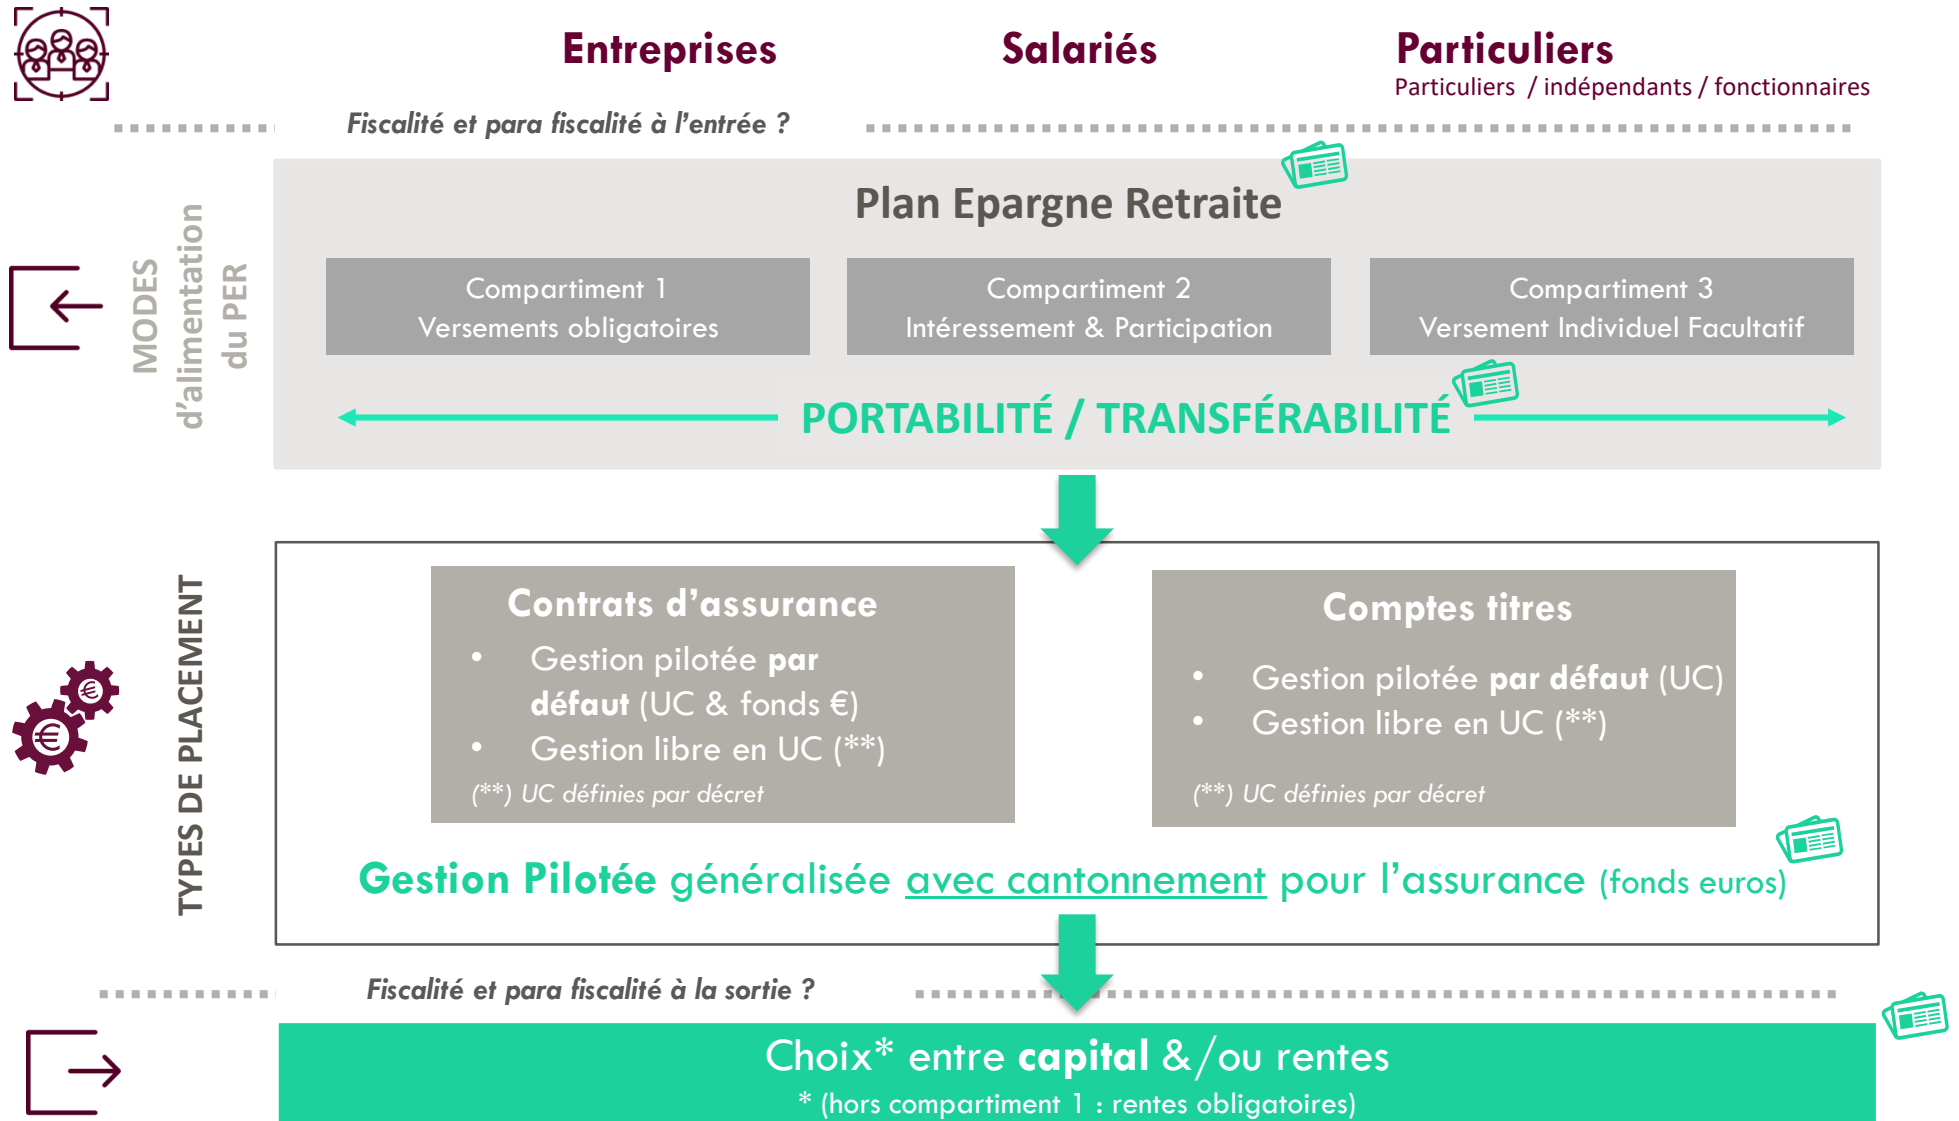 Entreprises
Salariés
Particuliers
Particuliers / indépendants / fonctionnaires
Fiscalité et para fiscalité à l'entrée ?
MODES
d'alimentation
du PER
Plan Epargne Retraite
Compartiment 1
Versements obligatoires
Compartiment 2
Intéressement & Participation
Compartiment 3
Versement Individuel Facultatif
PORTABILITÉ / TRANSFÉRABILITÉ
TYPES DE PLACEMENT
€
€
Contrats d'assurance
• Gestion pilotée par
défaut (UC & fonds €)
• Gestion libre en UC (**)
(**) UC définies par décret
Comptes titres
• Gestion pilotée par défaut (UC)
• Gestion libre en UC (**)
(**) UC définies par décret
Gestion Pilotée généralisée avec cantonnement pour l'assurance (fonds euros)
Fiscalité et para fiscalité à la sortie ?
Choix* entre capital &/ou rentes
* (hors compartiment 1 : rentes obligatoires)